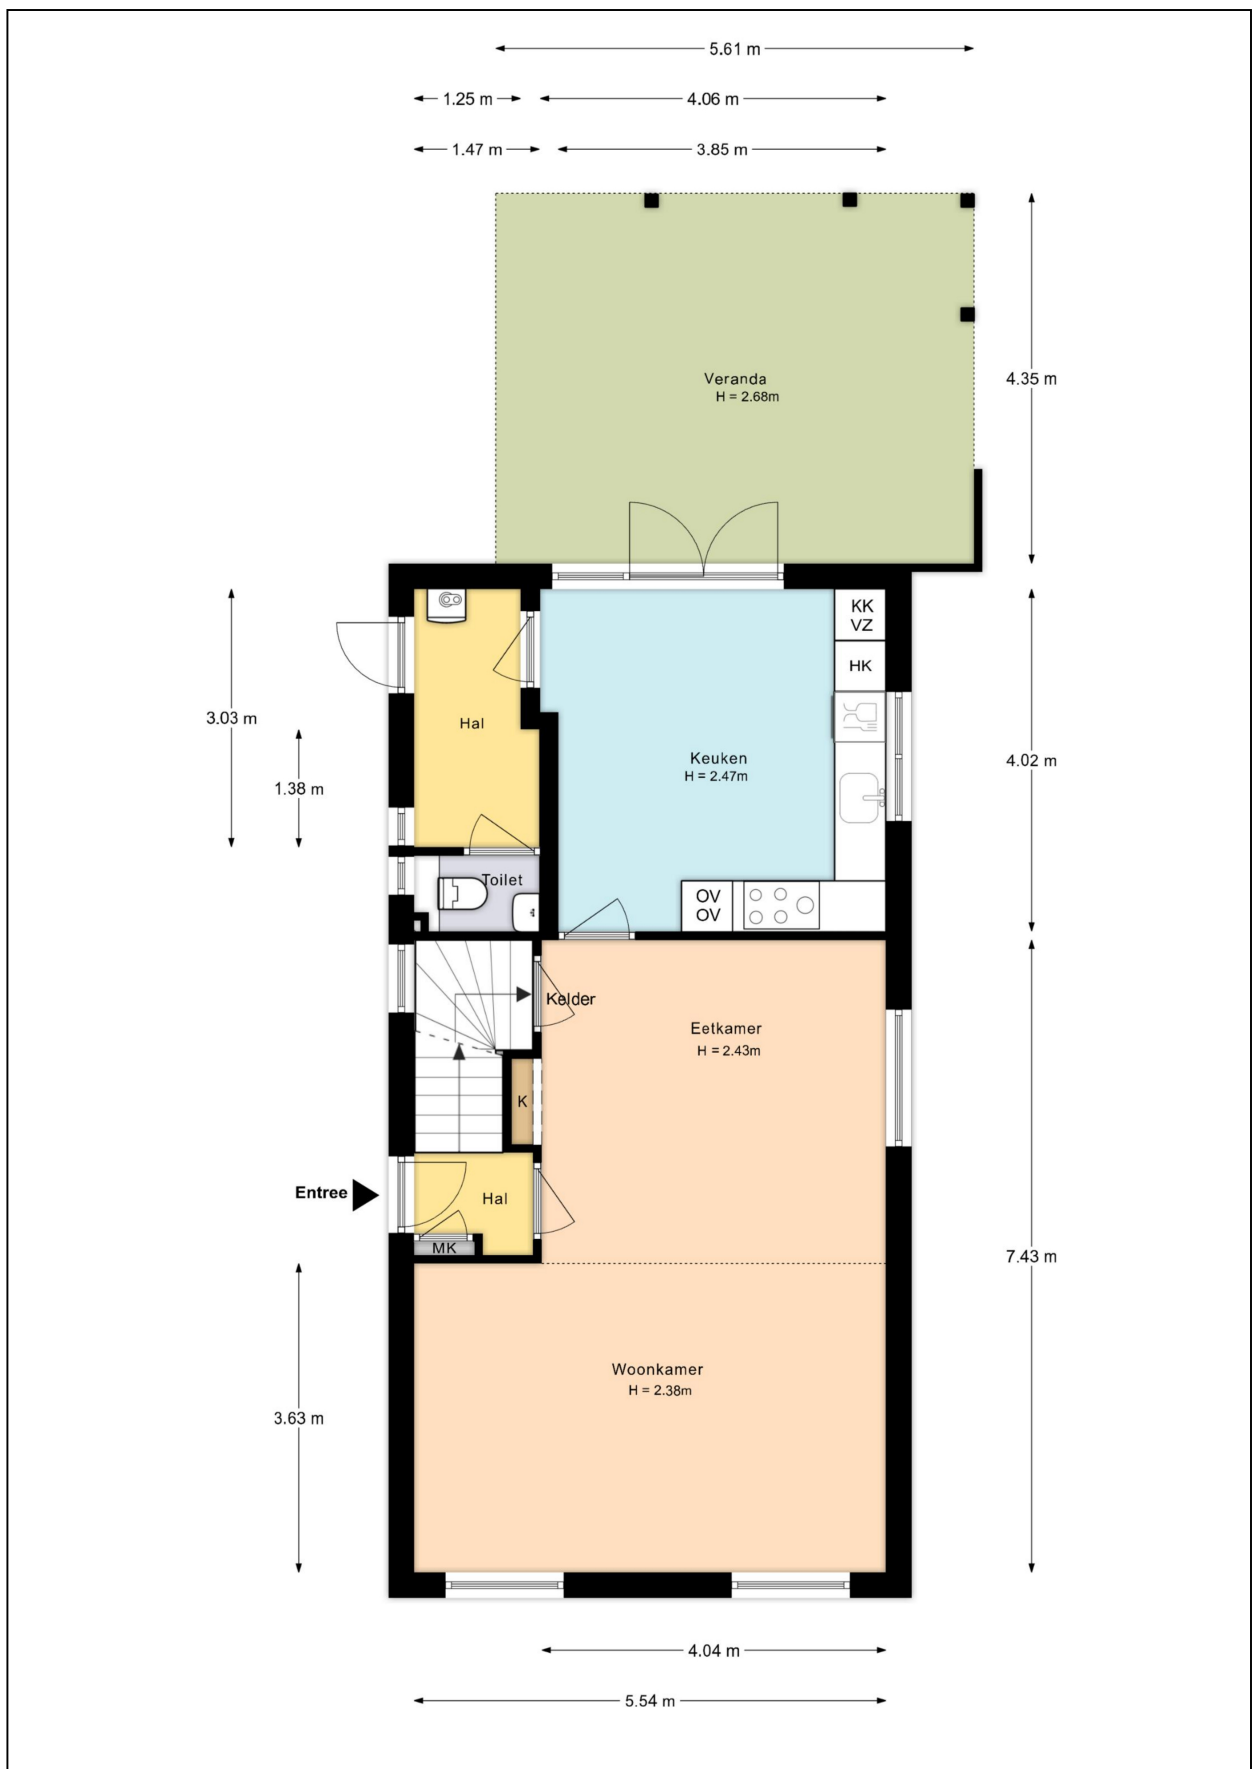 5.61 m
1.25 m
4.06 m
1.47 m
3.85 m
Veranda
H = 2.68m
4.35 m
KK
VZ
HK
3.03 m
Hal
1.38 m
Keuken
H = 2.47m
4.02 m
Toilet
OV
OV
Kelder
Eetkamer
H = 2.43m
K
Entree
Hal
MK
7.43 m
Woonkamer
H = 2.38m
3.63 m
4.04 m
5.54 m